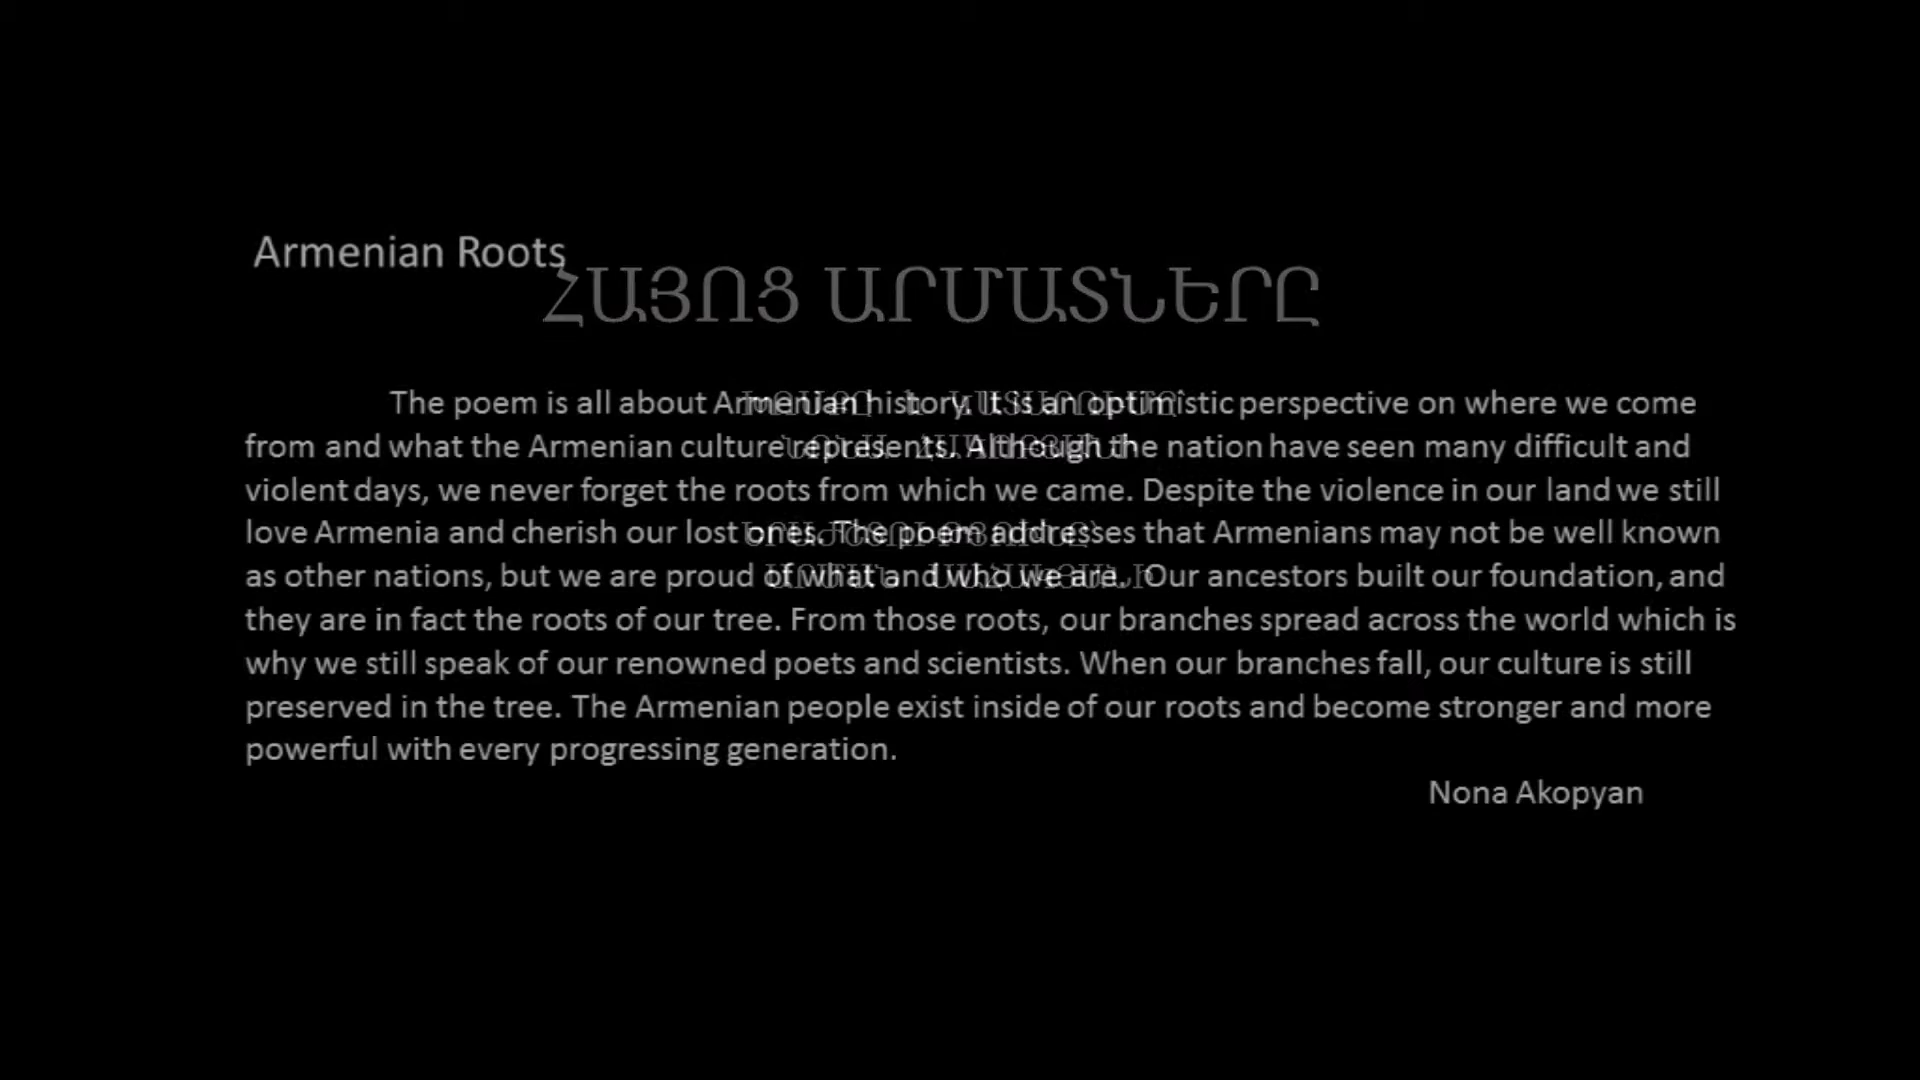 Armenian Roots
ՀԱՅՈՑ ԱՐՄԱՏՆԵՐԸ
The poem is all about Armenian history. It is an optimistic perspective on where we come
from and what the Armenian culture represents. Although the nation have seen many difficult and
violent days, we never forget the roots from which we came. Despite the violence in our land we still
love Armenia and cherish our lost ones. The poem addresses that Armenians may not be well known
as other nations, but we are proud of what and who we are. Our ancestors built our foundation, and
they are in fact the roots of our tree. From those roots, our branches spread across the world which is
why we still speak of our renowned poets and scientists. When our branches fall, our culture is still
preserved in the tree. The Armenian people exist inside of our roots and become stronger and more
powerful with every progressing generation.
Nona Akopyan